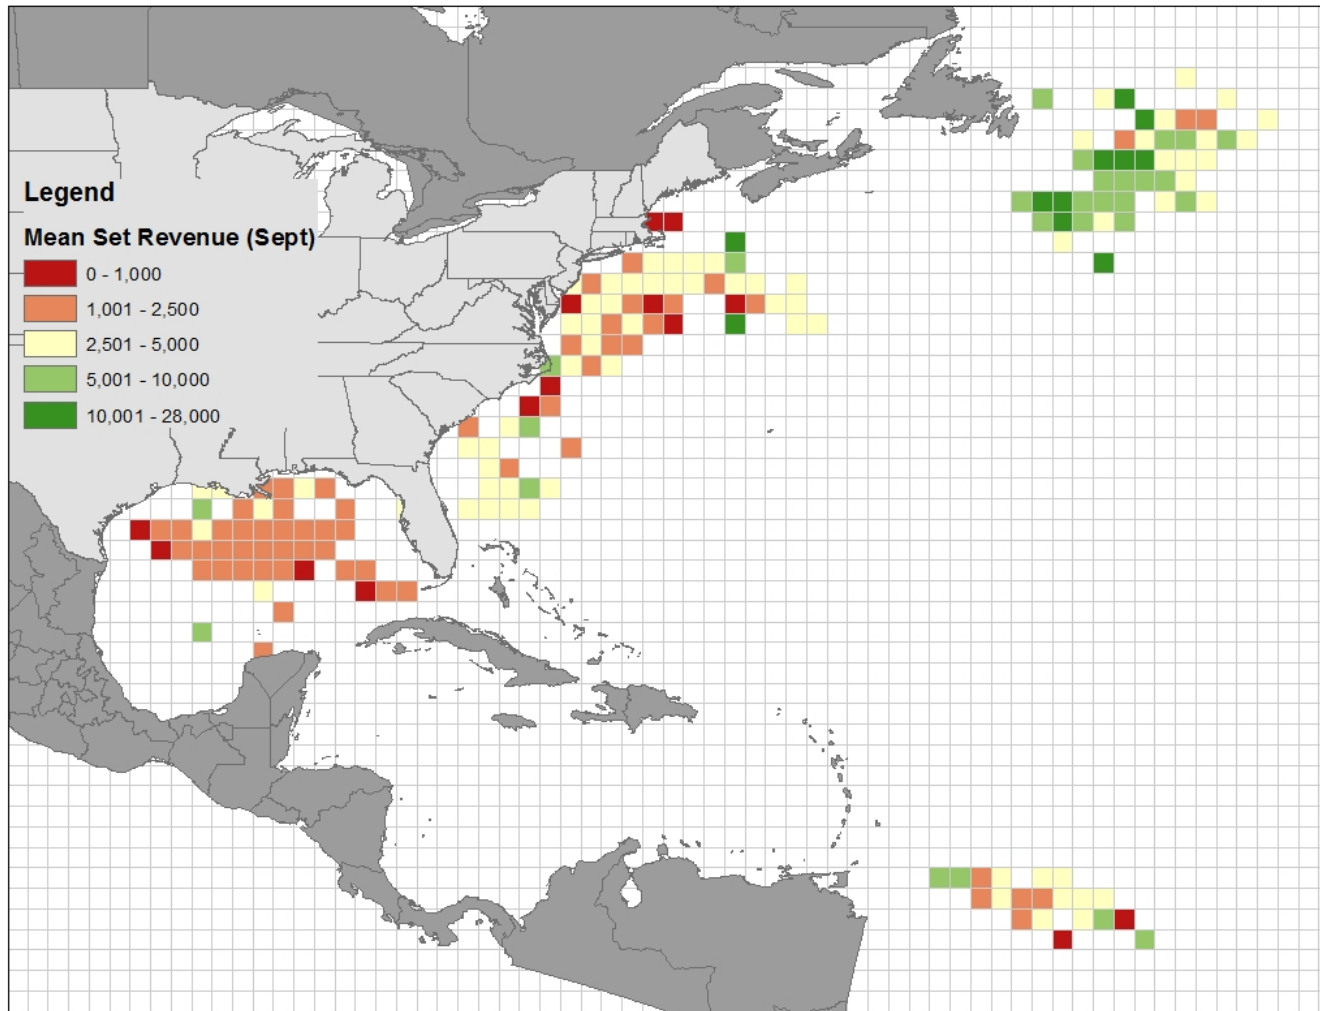 Legend
Mean Set Revenue (Sept)
0 - 1,000
1,001 - 2,500
2,501 - 5,000
5,001 - 10,000
10,001 - 28,000